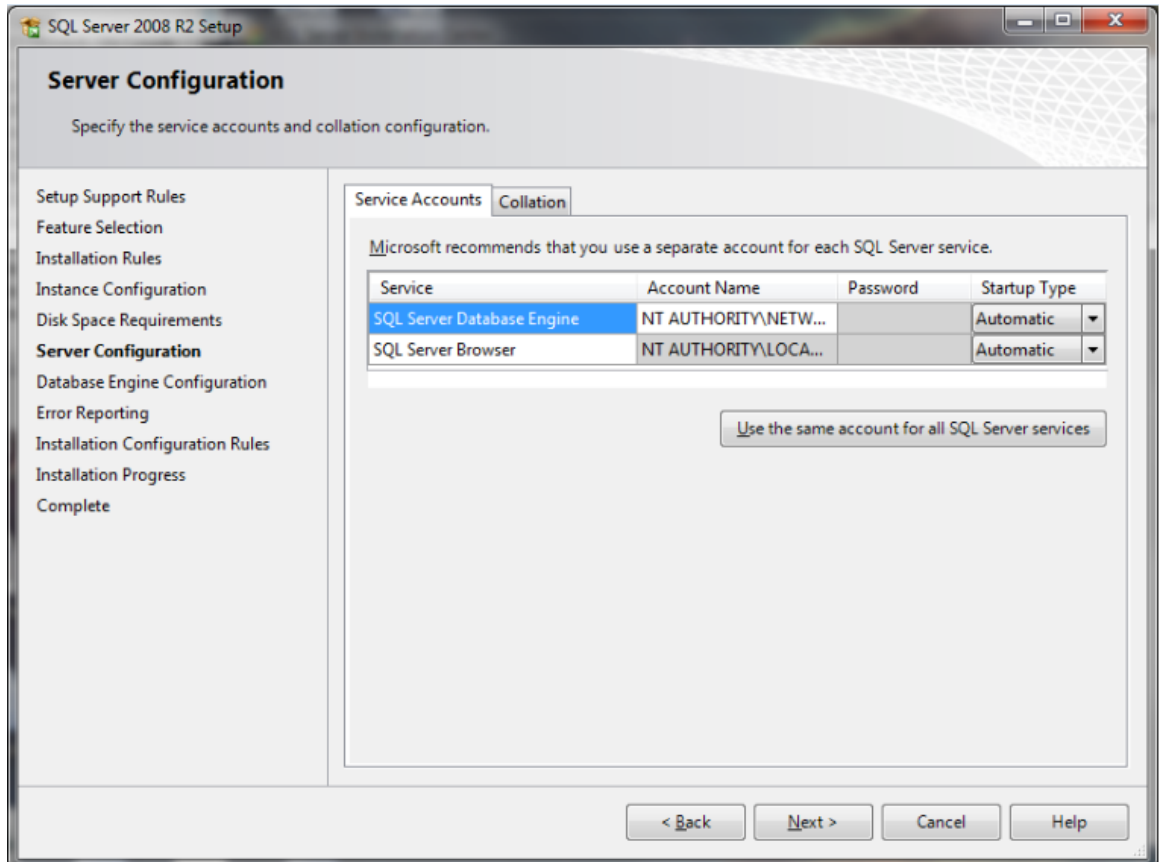 SQL Server 2008 R2 Setup
Server Configuration
Specify the service accounts and collation configuration.
Setup Support Rules
Feature Selection
Installation Rules
Instance Configuration
Disk Space Requirements
Server Configuration
Database Engine Configuration
Error Reporting
Installation Configuration Rules
Installation Progress
Complete
Service Accounts Collation
Microsoft recommends that you use a separate account for each SQL Server service.
Service Account Name Password Startup Type
SQL Server Database Engine NT AUTHORITY\NETW... Automatic
SQL Server Browser NT AUTHORITY\LOCA... Automatic
Use the same account for all SQL Server services
< Back Next > Cancel Help